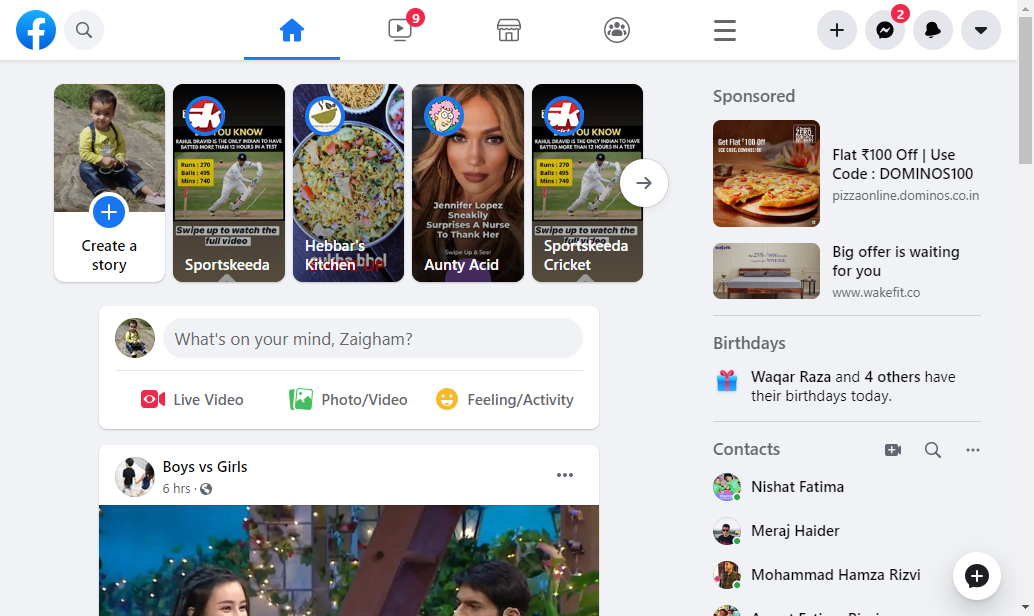 9
2
Create a
story
YOU KNOW
RAHUL DRAVID IS THE ONLY INDIAN TO HAVE
BATTED MORE THAN 12 HOURS IN A TEST
Runs : 270
Balls : 495
Mins : 740
Swipe up to watch the
full video
Sportskeeda
Hebbar's
Kitchen
Jennifer Lopez
Sneakily
Surprises A Nurse
To Thank Her
Swipe Up & See!
Aunty Acid
YOU KNOW
RAHUL DRAVID IS THE ONLY INDIAN TO HAVE
BATTED MORE THAN 12 HOURS IN A TEST
Runs : 270
Balls : 495
Mins : 740
Swipe up to watch the
full video
Sportskeeda
Cricket
What's on your mind, Zaigham?
Live Video
Photo/Video
Feeling/Activity
Boys vs Girls
6 hrs ·
Sponsored
Get Flat ₹100 Off
USE CODE: DOMINOS100
Flat ₹100 Off | Use
Code : DOMINOS100
pizzaonline.dominos.co.in
Big offer is waiting
for you
www.wakefit.co
Birthdays
Waqar Raza and 4 others have
their birthdays today.
Contacts
Nishat Fatima
Meraj Haider
Mohammad Hamza Rizvi